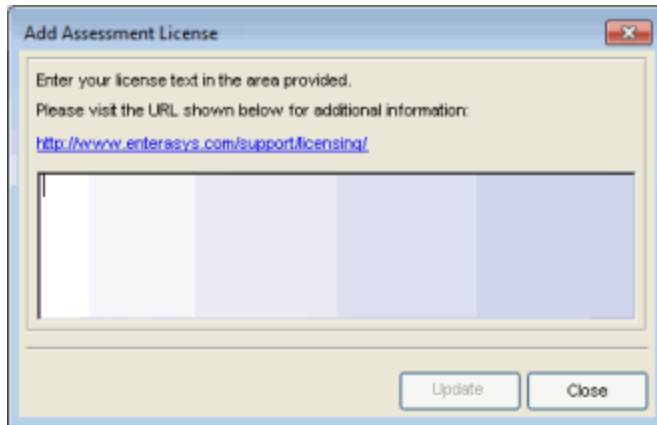 Add Assessment License
Enter your license text in the area provided.
Please visit the URL shown below for additional information:
http://www.enterasys.com/support/licensing/
Update
Close